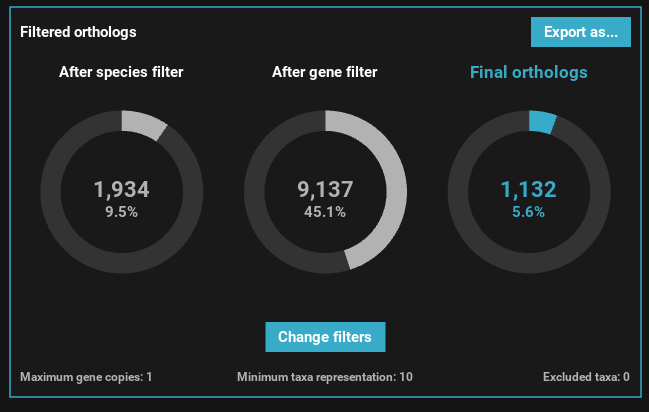 Filtered orthologs
Export as...
After species filter
After gene filter
Final orthologs
1,934
9.5%
9,137
45.1%
1,132
5.6%
Change filters
Maximum gene copies: 1
Minimum taxa representation: 10
Excluded taxa: 0